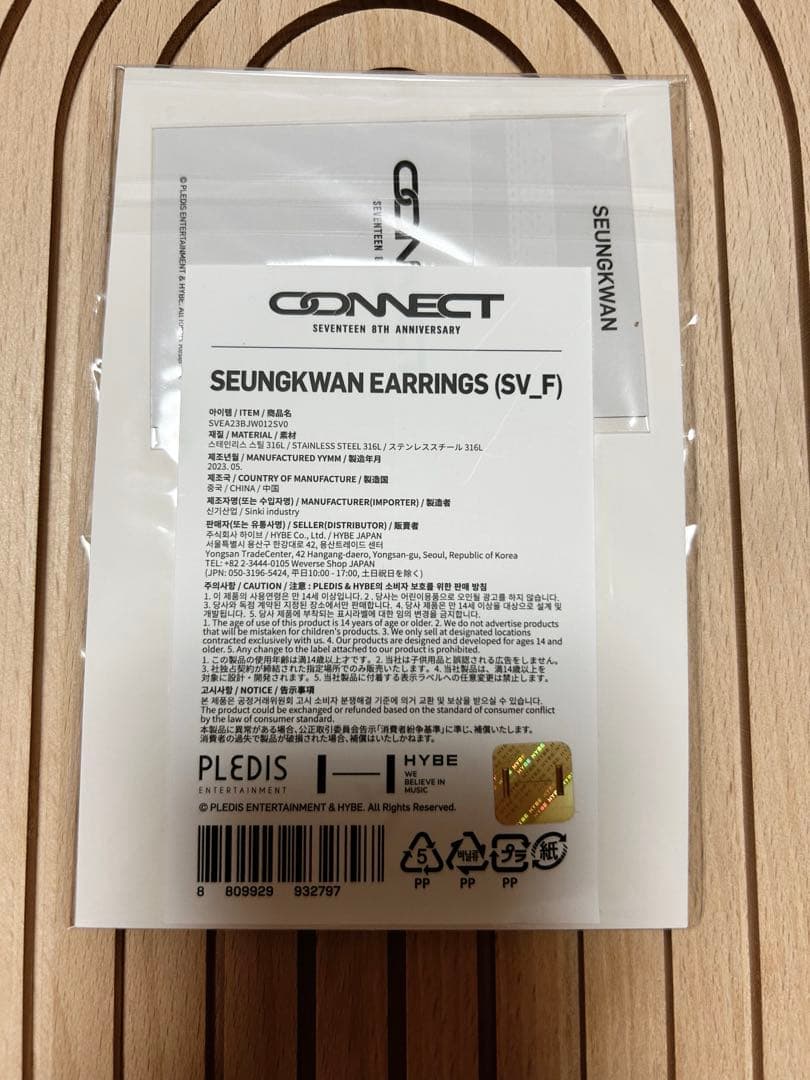 © PLEDIS ENTERTAINMENT & HYBE. All
SEVENTEEN 8
SEUNGKWAN
CONNECT
SEVENTEEN 8TH ANNIVERSARY
SEUNGKWAN EARRINGS (SV_F)
아이템 / ITEM / 商品名
SVEA23BJW012SV0
재질 / MATERIAL / 素材
스테인리스 스틸 316L / STAINLESS STEEL 316L / ステンレススチール 316L
제조년월 / MANUFACTURED YYMM / 製造年月
2023. 05.
제조국 / COUNTRY OF MANUFACTURE / 製造国
중국 / CHINA / 中国
제조자명(또는 수입자명) / MANUFACTURER(IMPORTER) / 製造者
신기산업 / Sinki industry
판매자(또는 유통사명) / SELLER(DISTRIBUTOR) / 販売者
주식회사 하이브 / HYBE Co., Ltd. / HYBE JAPAN
서울특별시 용산구 한강대로 42, 용산트레이드 센터
Yongsan TradeCenter, 42 Hangang-daero, Yongsan-gu, Seoul, Republic of Korea
TEL: +82 2-3444-0105 Weverse Shop JAPAN
(JPN: 050-3196-5424, 平日10:00 - 17:00, 土日祝日を除く)
주의사항 / CAUTION / 注意 : PLEDIS & HYBE의 소비자 보호를 위한 판매 방침
1. 이 제품의 사용연령은 만 14세 이상입니다. 2. 당사는 어린이용품으로 오인될 광고를 하지 않습니다.
3. 당사와 독점 계약된 지정된 장소에서만 판매합니다. 4. 당사 제품은 만 14세 이상을 대상으로 설계 및
개발됩니다. 5. 당사 제품에 부착되는 표시라벨에 대한 임의 변경을 금지합니다.
1. The age of use of this product is 14 years of age or older. 2. We do not advertise products
that will be mistaken for children's products. 3. We only sell at designated locations
contracted exclusively with us. 4. Our products are designed and developed for ages 14 and
older. 5. Any change to the label attached to our product is prohibited.
1. この製品の使用年齢は満14歳以上才です。2. 当社は子供用品と誤認される広告をしません。
3. 社独占契約が締結された指定場所でのみ販売いたします。4. 当社製品は、満14歳以上を
対象に設計・開発されます。5. 当社製品に付着する表示ラベルへの任意変更は禁止します。
고시사항 / NOTICE / 告示事項
본 제품은 공정거래위원회 고시 소비자 분쟁해결 기준에 의거 교환 및 보상을 받으실 수 있습니다.
The product could be exchanged or refunded based on the standard of consumer conflict
by the law of consumer standard.
本製品に異常がある場合、公正取引委員会告示「消費者紛争基準」に準じ、補償いたします。
消費者の過失で製品が破損された場合、補償はいたしかねます。
PLEDIS
ENTERTAINMENT
HYBE
WE
BELIEVE IN
MUSIC
© PLEDIS ENTERTAINMENT & HYBE. All Rights Reserved.
8 809929 932797
5
PP
비닐류
PP
プラ
PP
紙